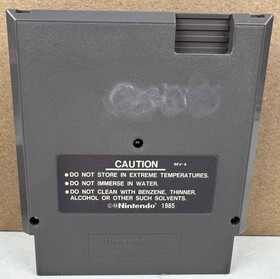 CAUTION REV-A
●DO NOT STORE IN EXTREME TEMPERATURES.
●DO NOT IMMERSE IN WATER.
●DO NOT CLEAN WITH BENZENE, THINNER,
ALCOHOL OR OTHER SUCH SOLVENTS.
©Ⓜ Nintendo® 1985